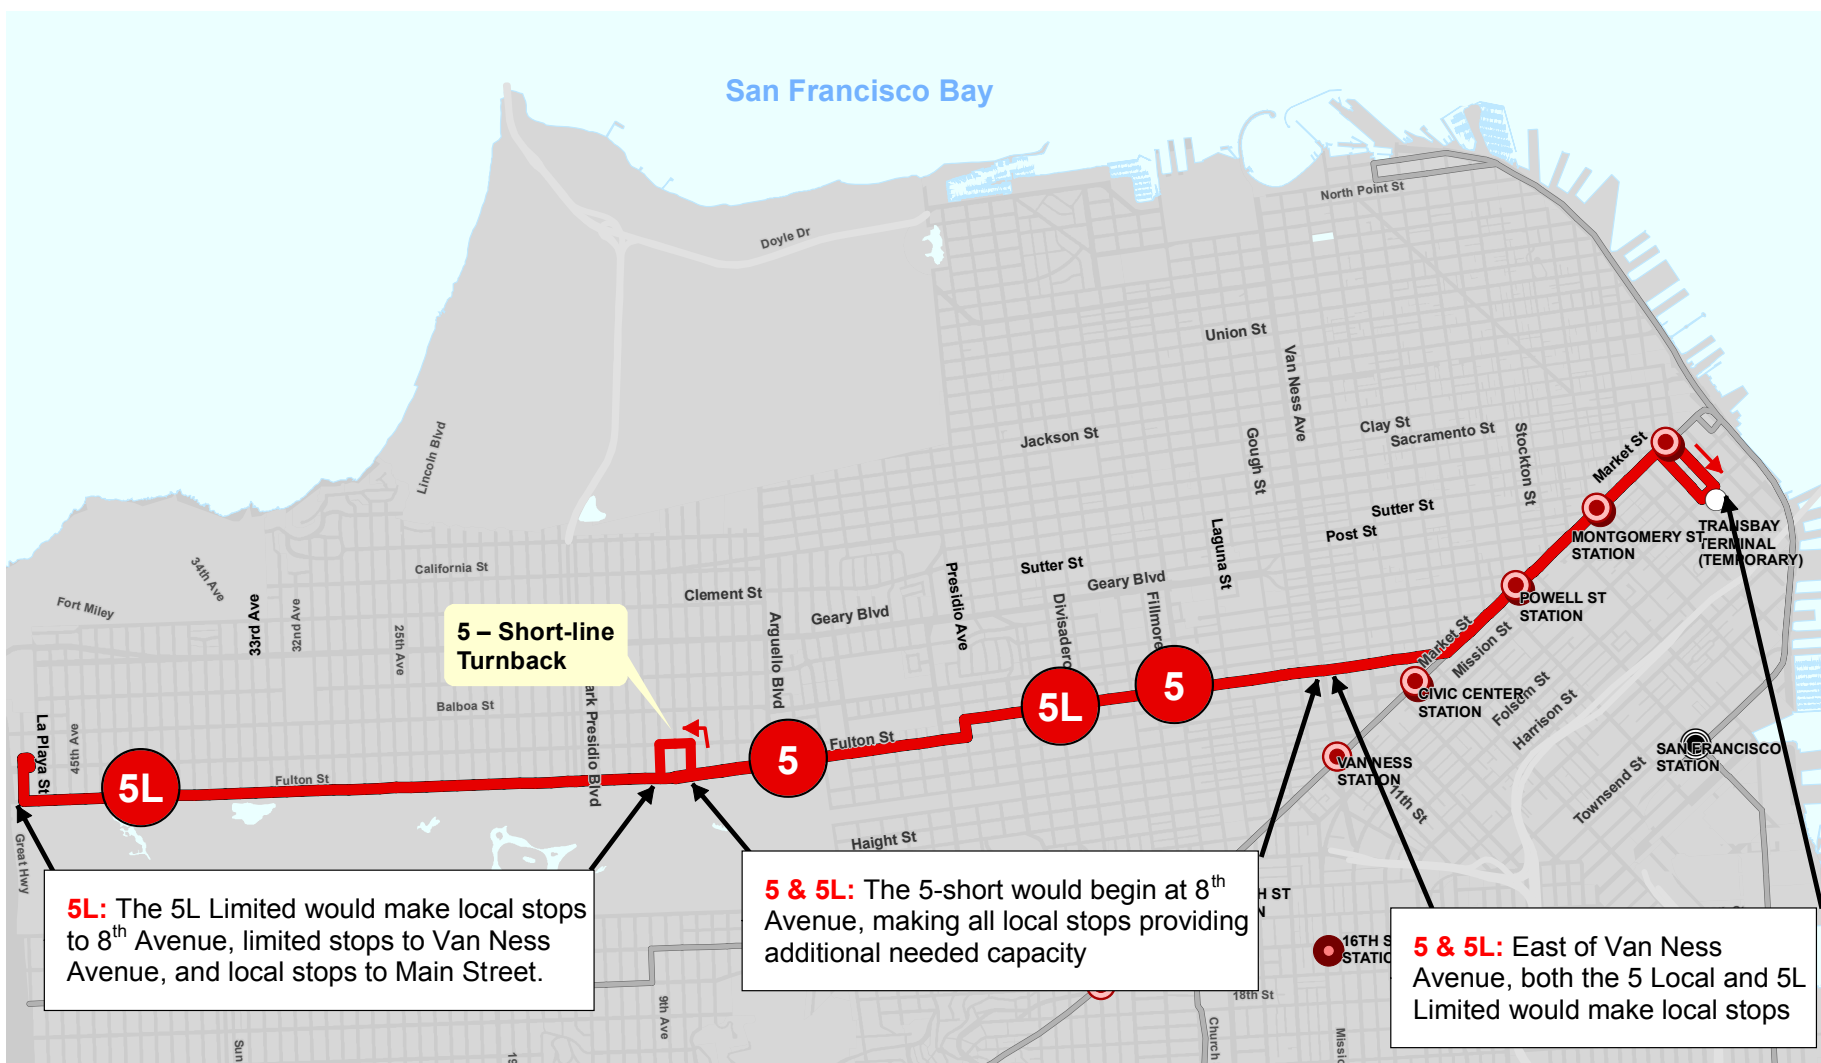 San Francisco Bay
North Point St
Doyle Dr
Union St
Van Ness Ave
Lincoln Blvd
Jackson St
Clay St
Sacramento St
Stockton St
Gough St
Market St
Sutter St
Post St
Laguna St
TRANSBAY
TERMINAL
(TEMPORARY)
MONTGOMERY ST
STATION
34th Ave
California St
Presidio Ave
Sutter St
Geary Blvd
Fort Miley
33rd Ave
32nd Ave
25th Ave
Clement St
Geary Blvd
Arguello Blvd
Divisadero
Fillmore
POWELL ST
STATION
5 – Short-line
Turnback
Market St
Mission St
Folsom St
Harrison St
CIVIC CENTER
STATION
Balboa St
Park Presidio Blvd
La Playa St
45th Ave
5L
5
5L
5
Fulton St
Fulton St
VAN NESS
STATION
11th St
SAN FRANCISCO
STATION
Townsend St
Great Hwy
Haight St
5L: The 5L Limited would make local stops
to 8th Avenue, limited stops to Van Ness
Avenue, and local stops to Main Street.
5 & 5L: The 5-short would begin at 8th
Avenue, making all local stops providing
additional needed capacity
H ST
16TH S
STATIO
5 & 5L: East of Van Ness
Avenue, both the 5 Local and 5L
Limited would make local stops
18th St
9th Ave
Church
Missi
Sun
19